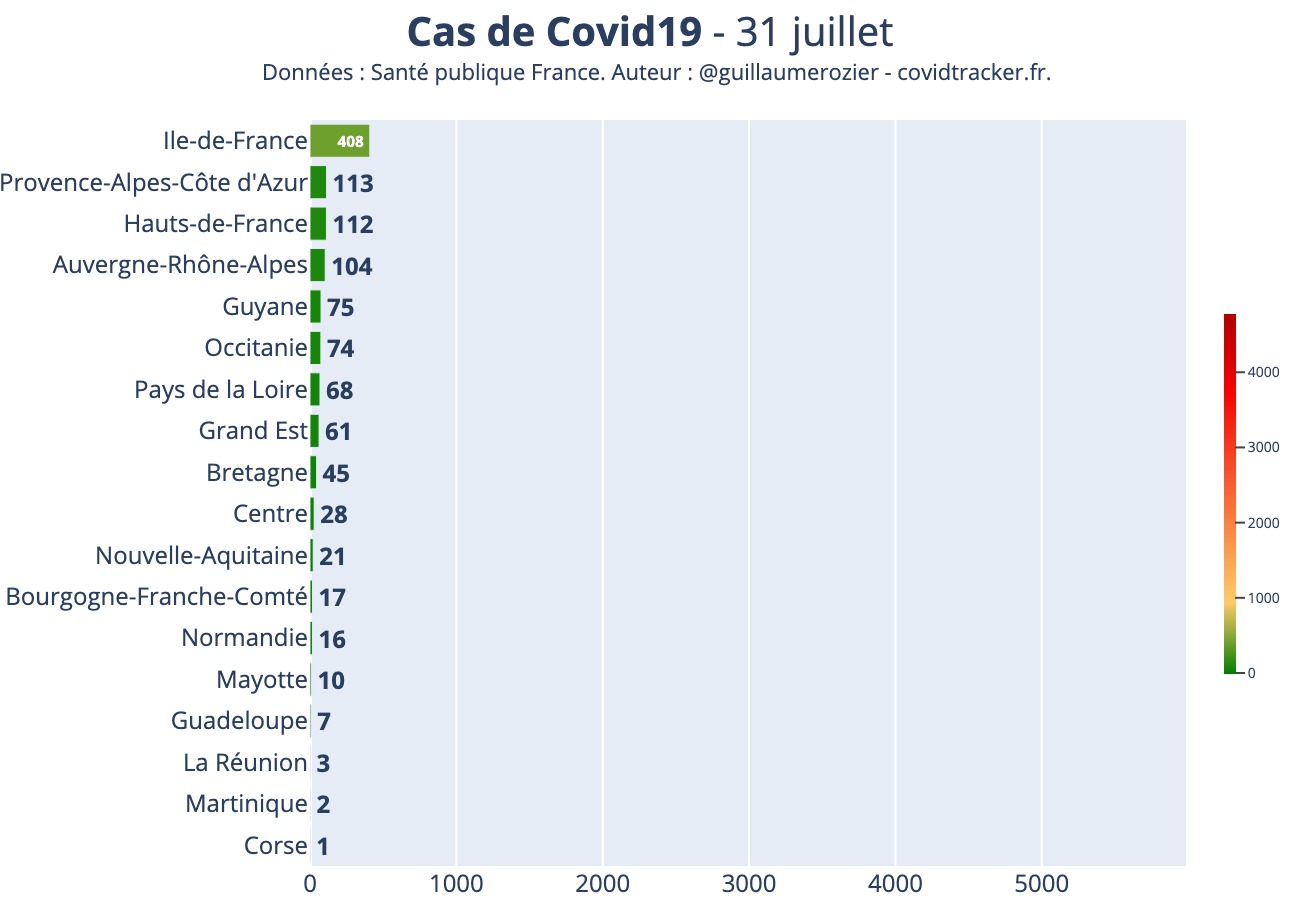 Cas de Covid19 - 31 juillet
Données : Santé publique France. Auteur : @guillaumerozier - covidtracker.fr.
Ile-de-France 408
Provence-Alpes-Côte d'Azur 113
Hauts-de-France 112
Auvergne-Rhône-Alpes 104
Guyane 75
Occitanie 74
Pays de la Loire 68
Grand Est 61
Bretagne 45
Centre 28
Nouvelle-Aquitaine 21
Bourgogne-Franche-Comté 17
Normandie 16
Mayotte 10
Guadeloupe 7
La Réunion 3
Martinique 2
Corse 1
0 1000 2000 3000 4000 5000
4000
3000
2000
1000
0